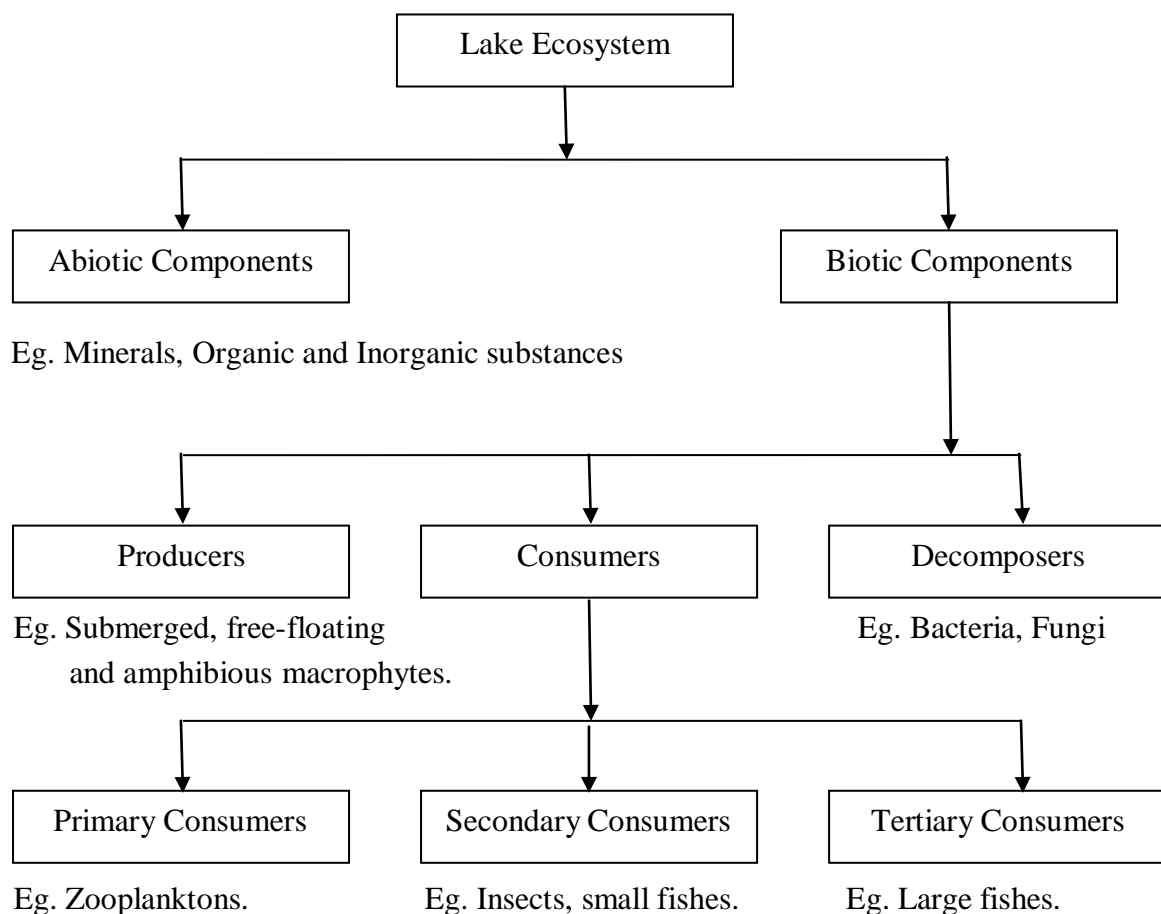 Lake Ecosystem
Abiotic Components
Biotic Components
Eg. Minerals, Organic and Inorganic substances
Producers
Consumers
Decomposers
Eg. Submerged, free-floating
and amphibious macrophytes.
Eg. Bacteria, Fungi
Primary Consumers
Secondary Consumers
Tertiary Consumers
Eg. Zooplanktons.
Eg. Insects, small fishes.
Eg. Large fishes.